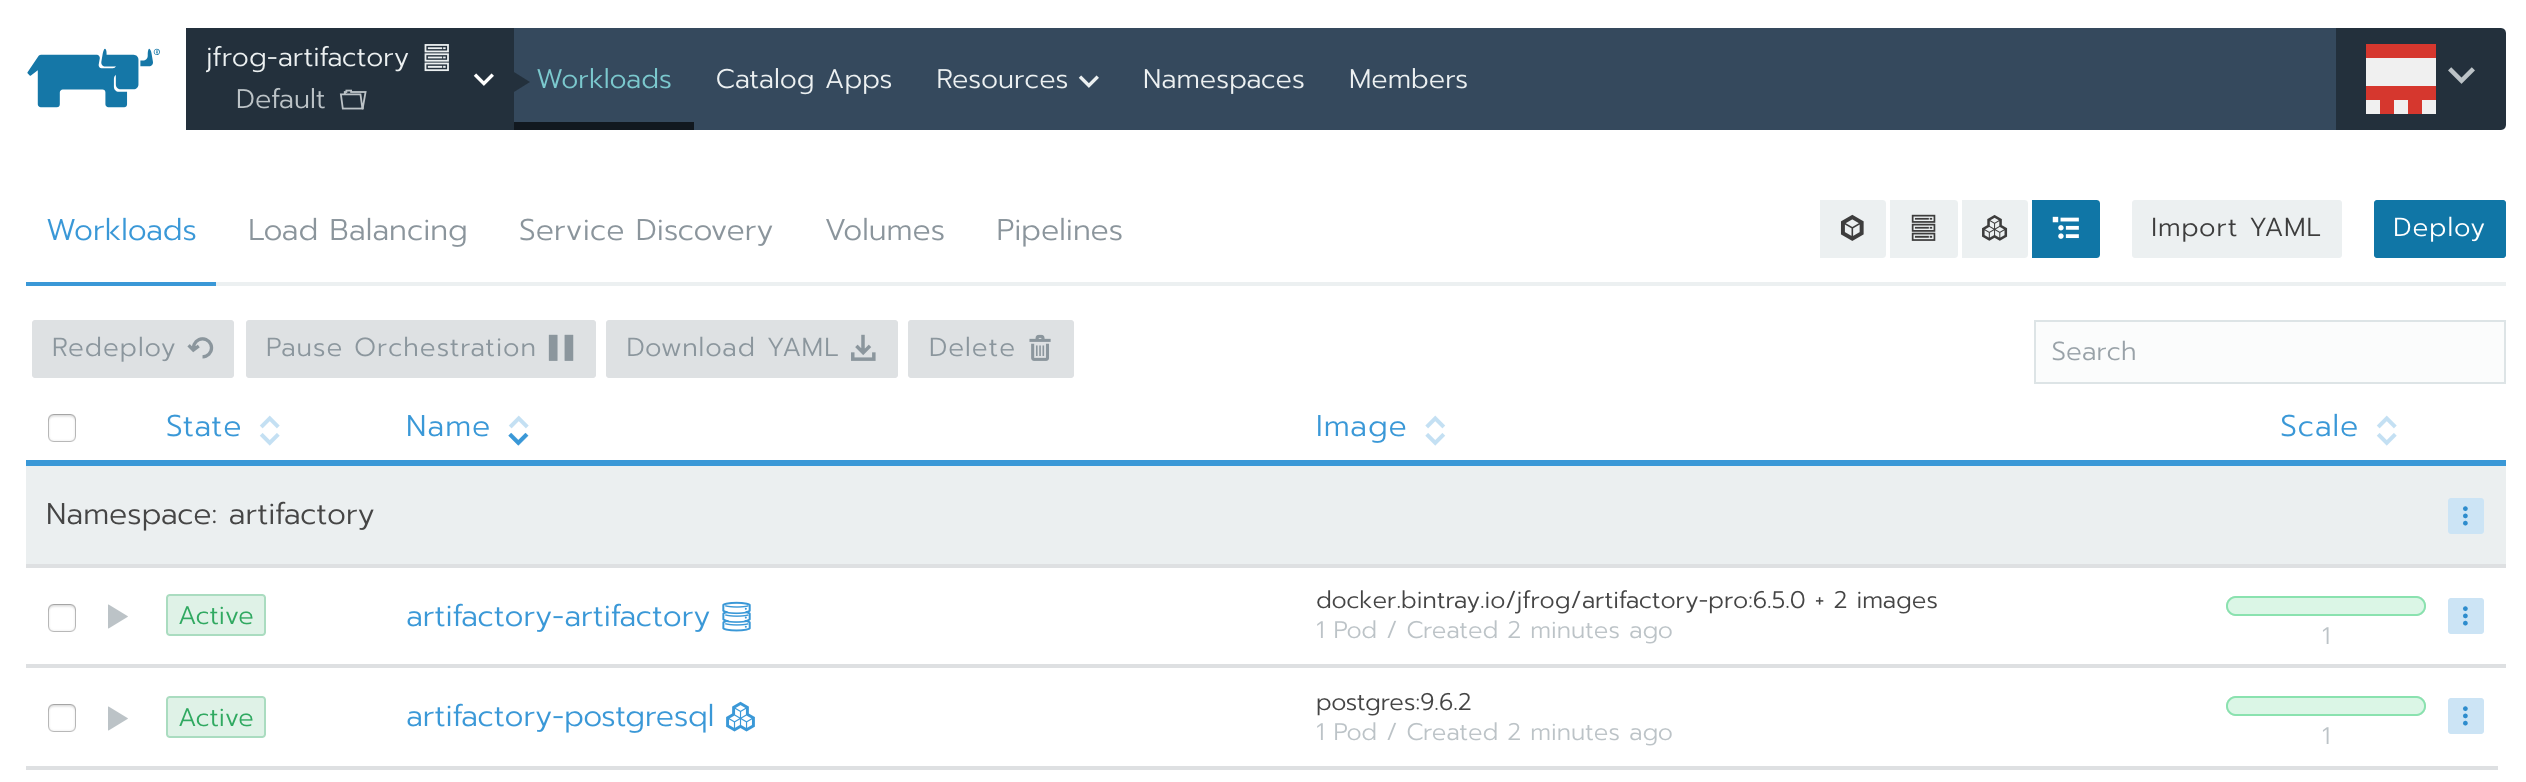 jfrog-artifactory
Default
Workloads Catalog Apps Resources Namespaces Members
Workloads Load Balancing Service Discovery Volumes Pipelines Import YAML Deploy
Redeploy Pause Orchestration Download YAML Delete Search
State Name Image Scale
Namespace: artifactory
Active artifactory-artifactory docker.bintray.io/jfrog/artifactory-pro:6.5.0 + 2 images
1 Pod / Created 2 minutes ago 1
Active artifactory-postgresql postgres:9.6.2
1 Pod / Created 2 minutes ago 1